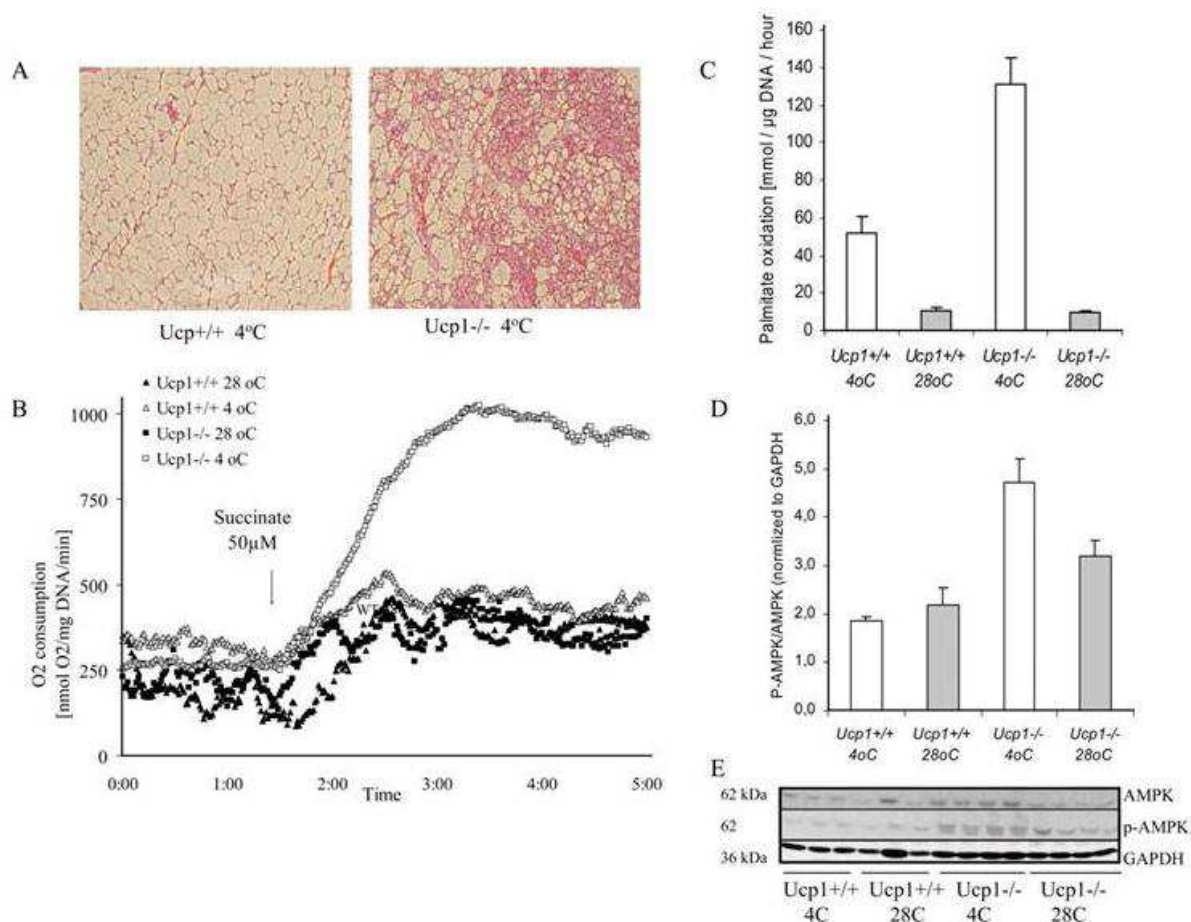 A
Ucp+/+ 4°C
Ucp1-/- 4°C
B
▲ Ucp1+/+ 28 oC
△ Ucp1+/+ 4 oC
■ Ucp1-/- 28 oC
□ Ucp1-/- 4 oC
O2 consumption
[nmol O2/mg DNA/min]
1000
750
500
250
0
Succinate
50µM
WT
0:00 1:00 2:00 3:00 4:00 5:00
Time
C
Palmitate oxidation [mmol / µg DNA / hour
160
140
120
100
80
60
40
20
0
Ucp1+/+ Ucp1+/+ Ucp1-/- Ucp1-/-
4oC 28oC 4oC 28oC
D
P-AMPK/AMPK (normlized to GAPDH
6,0
5,0
4,0
3,0
2,0
1,0
0,0
Ucp1+/+ Ucp1+/+ Ucp1-/- Ucp1-/-
4oC 28oC 4oC 28oC
E
62 kDa AMPK
62 p-AMPK
36 kDa GAPDH
Ucp1+/+ Ucp1+/+ Ucp1-/- Ucp1-/-
4C 28C 4C 28C